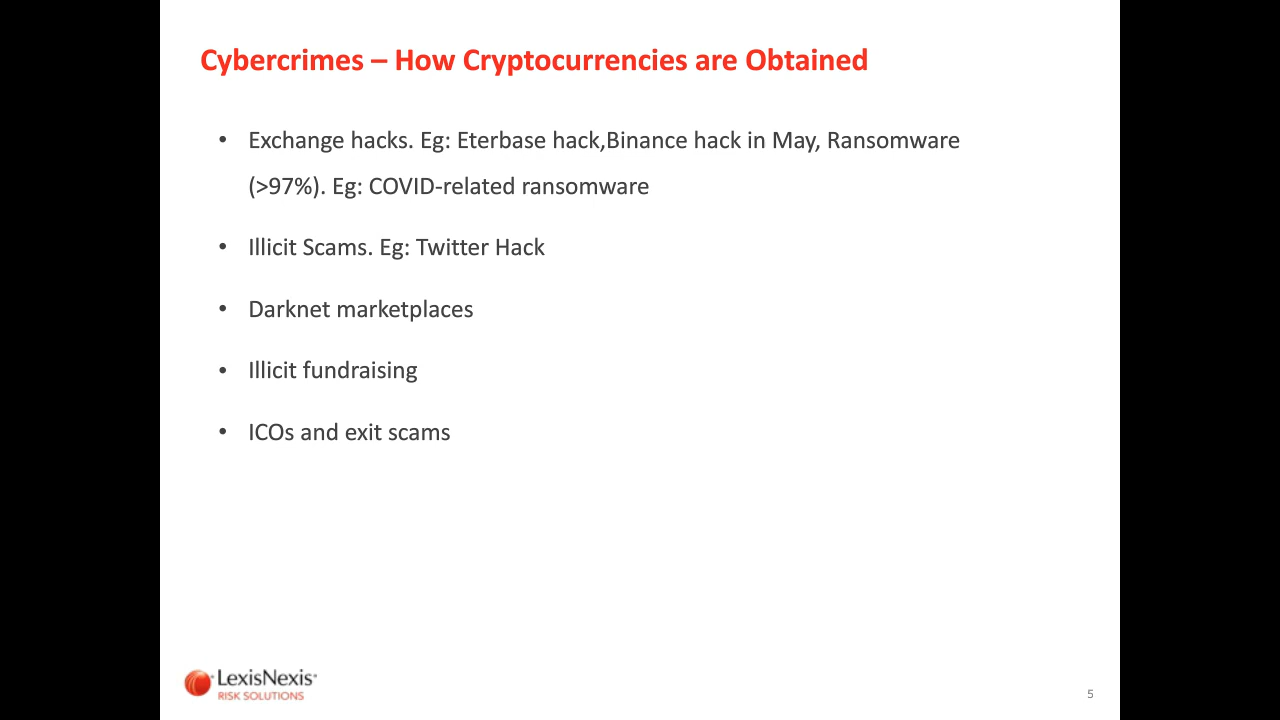 Cybercrimes – How Cryptocurrencies are Obtained
• Exchange hacks. Eg: Eterbase hack,Binance hack in May, Ransomware
(>97%). Eg: COVID-related ransomware
• Illicit Scams. Eg: Twitter Hack
• Darknet marketplaces
• Illicit fundraising
• ICOs and exit scams
LexisNexis®
RISK SOLUTIONS
5